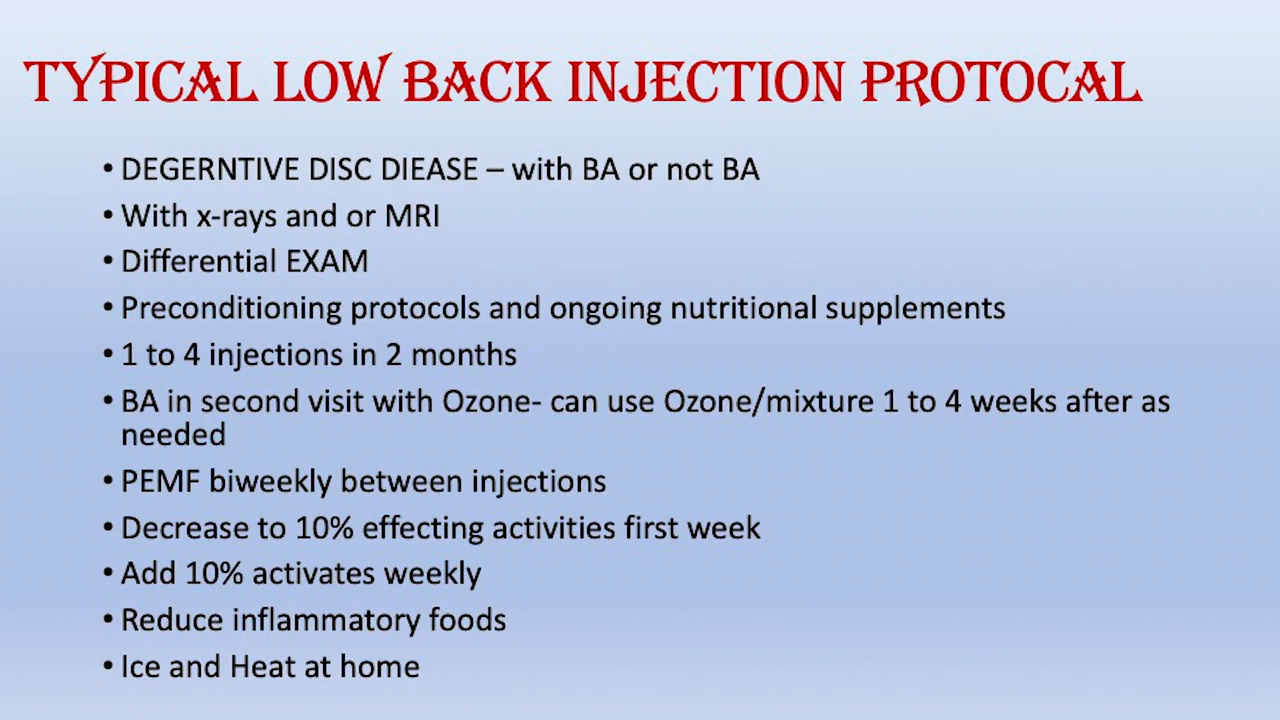 TYPICAL LOW BACK INJECTION PROTOCAL
• DEGERNTIVE DISC DIEASE – with BA or not BA
• With x-rays and or MRI
• Differential EXAM
• Preconditioning protocols and ongoing nutritional supplements
• 1 to 4 injections in 2 months
• BA in second visit with Ozone- can use Ozone/mixture 1 to 4 weeks after as
needed
• PEMF biweekly between injections
• Decrease to 10% effecting activities first week
• Add 10% activates weekly
• Reduce inflammatory foods
• Ice and Heat at home